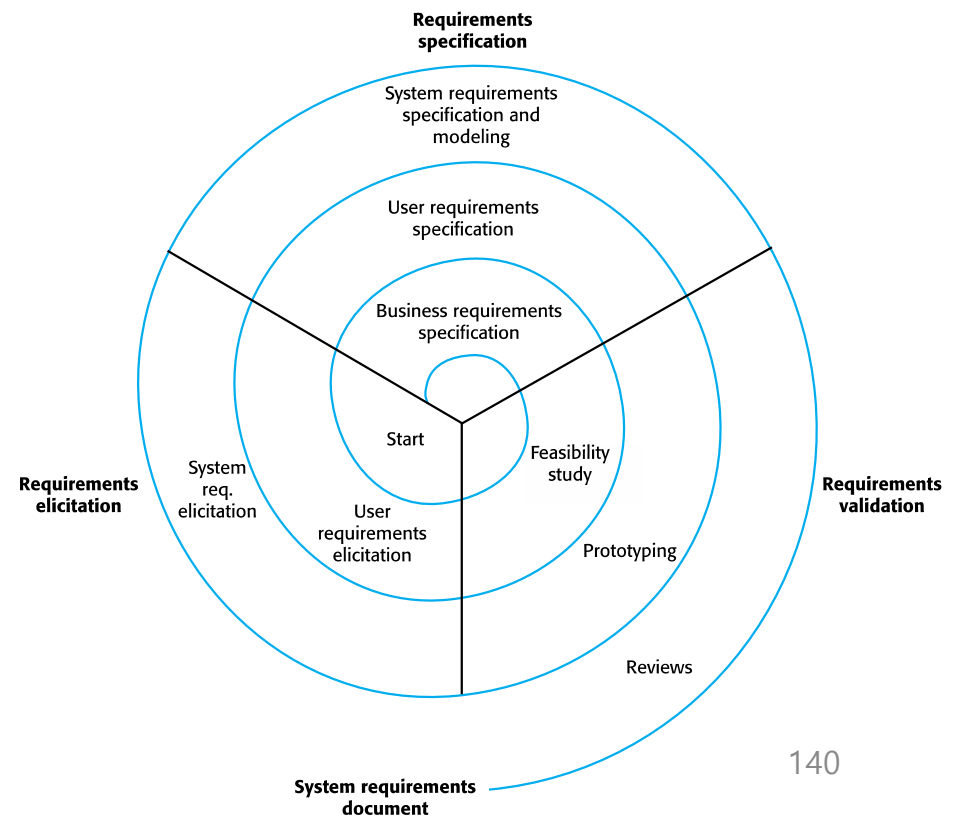 Requirements
specification
System requirements
specification and
modeling
User requirements
specification
Business requirements
specification
Start
Feasibility
study
System
req.
elicitation
Requirements
elicitation
Requirements
validation
User
requirements
elicitation
Prototyping
Reviews
140
System requirements
document